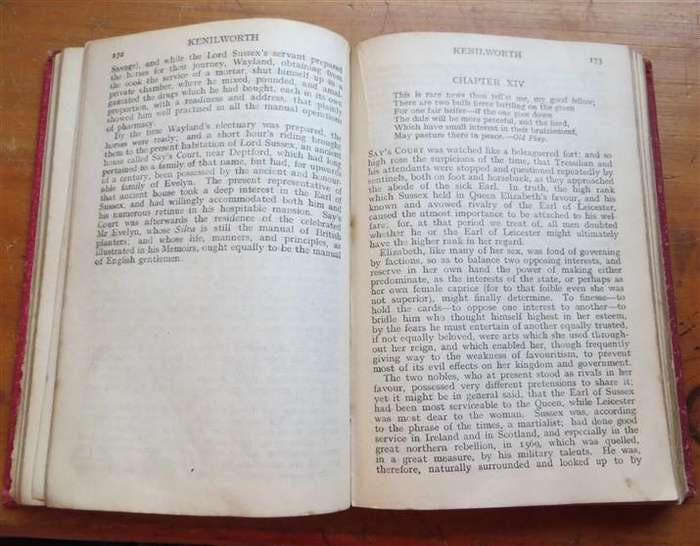 172
KENILWORTH
Savage), and while the Lord Sussex's servant prepared
the horses for their journey, Wayland, obtaining from
the cook the service of a mortar, shut himself up in a
private chamber, where he mixed, pounded, and amal-
gamated the drugs which he had bought, each in its own
proportion, with a readiness and address, that plainly
showed him well practised in all the manual operations
of pharmacy.
By the time Wayland's electuary was prepared, the
horses were ready; and a short hour's riding brought
them to the present habitation of Lord Sussex, an ancient
house called Say's Court, near Deptford, which had long
pertained to a family of that name, but had, for upwards
of a century, been possessed by the ancient and honour-
able family of Evelyn. The present representative of
that ancient house took a deep interest in the Earl of
Sussex, and had willingly accommodated both him and
his numerous retinue in his hospitable mansion. Say's
Court was afterwards the residence of the celebrated
Mr Evelyn, whose Silva is still the manual of British
planters; and whose life, manners, and principles, as
illustrated in his Memoirs, ought equally to be the manual
of English gentlemen.
KENILWORTH
173
CHAPTER XIV
This is rare news thou tell'st me, my good fellow;
There are two bulls fierce battling on the green
For one fair heifer—if the one goes down
The dale will be more peaceful, and the herd,
Which have small interest in their brulziement,
May pasture there in peace.—Old Play.
SAY'S COURT was watched like a beleaguered fort; and so
high rose the suspicions of the time, that Tressilian and
his attendants were stopped and questioned repeatedly by
sentinels, both on foot and horseback, as they approached
the abode of the sick Earl. In truth, the high rank
which Sussex held in Queen Elizabeth's favour, and his
known and avowed rivalry of the Earl of Leicester,
caused the utmost importance to be attached to his wel-
fare; for, at that period we treat of, all men doubted
whether he or the Earl of Leicester might ultimately
have the higher rank in her regard.
Elizabeth, like many of her sex, was fond of governing
by factions, so as to balance two opposing interests, and
reserve in her own hand the power of making either
predominate, as the interests of the state, or perhaps as
her own female caprice (for to that foible even she was
not superior), might finally determine. To finesse—to
hold the cards—to oppose one interest to another—to
bridle him who thought himself highest in her esteem,
by the fears he must entertain of another equally trusted,
if not equally beloved, were arts which she used through-
out her reign, and which enabled her, though frequently
giving way to the weakness of favouritism, to prevent
most of its evil effects on her kingdom and government.
The two nobles, who at present stood as rivals in her
favour, possessed very different pretensions to share it;
yet it might be in general said, that the Earl of Sussex
had been most serviceable to the Queen, while Leicester
was most dear to the woman. Sussex was, according
to the phrase of the times, a martialist; had done good
service in Ireland and in Scotland, and especially in the
great northern rebellion, in 1569, which was quelled,
in a great measure, by his military talents. He was,
therefore, naturally surrounded and looked up to by